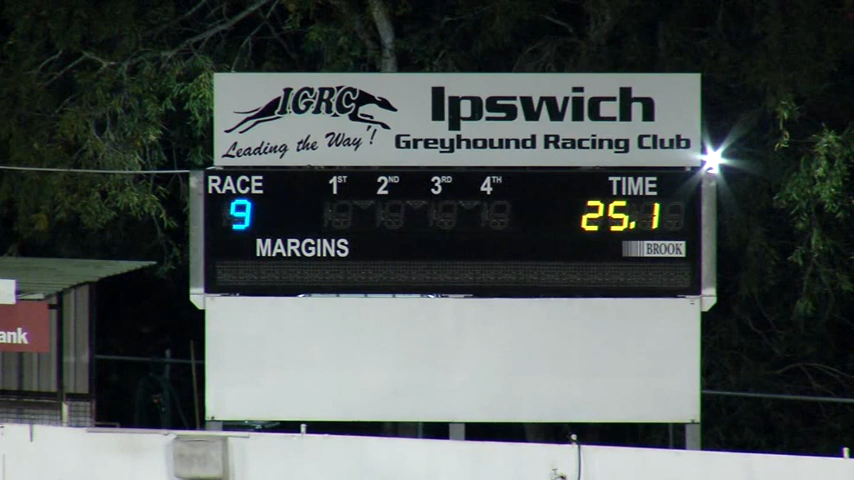 IGRC
Leading the Way'!
Ipswich
Greyhound Racing Club
RACE 1ST 2ND 3RD 4TH TIME
9 25.1
MARGINS BROOK
ank